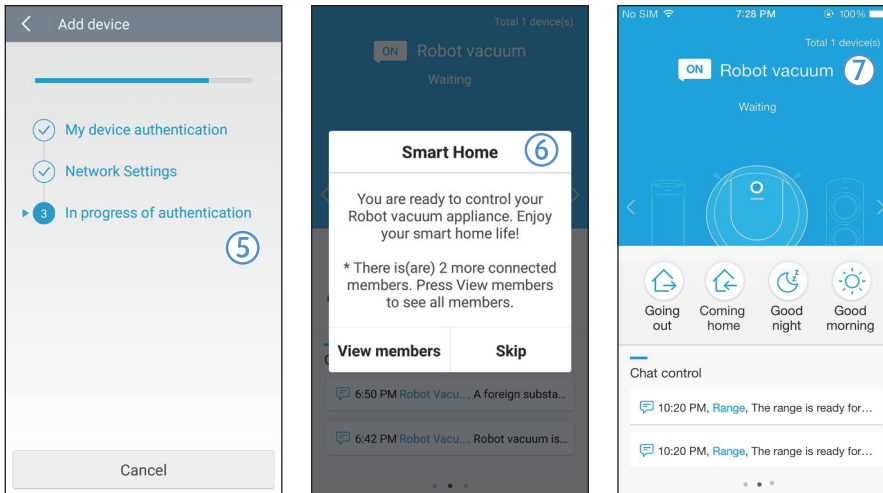 Add device
My device authentication
Network Settings
3 In progress of authentication
5
Cancel
Total 1 device(s)
ON Robot vacuum
Waiting
Smart Home 6
You are ready to control your
Robot vacuum appliance. Enjoy
your smart home life!
* There is(are) 2 more connected
members. Press View members
to see all members.
View members Skip
6:50 PM Robot Vacu..., A foreign substa...
6:42 PM Robot Vacu..., Robot vacuum is...
No SIM 7:28 PM 100%
Total 1 device(s)
ON Robot vacuum 7
Waiting
Going
out
Coming
home
Good
night
Good
morning
Chat control
10:20 PM, Range, The range is ready for…
10:20 PM, Range, The range is ready for…